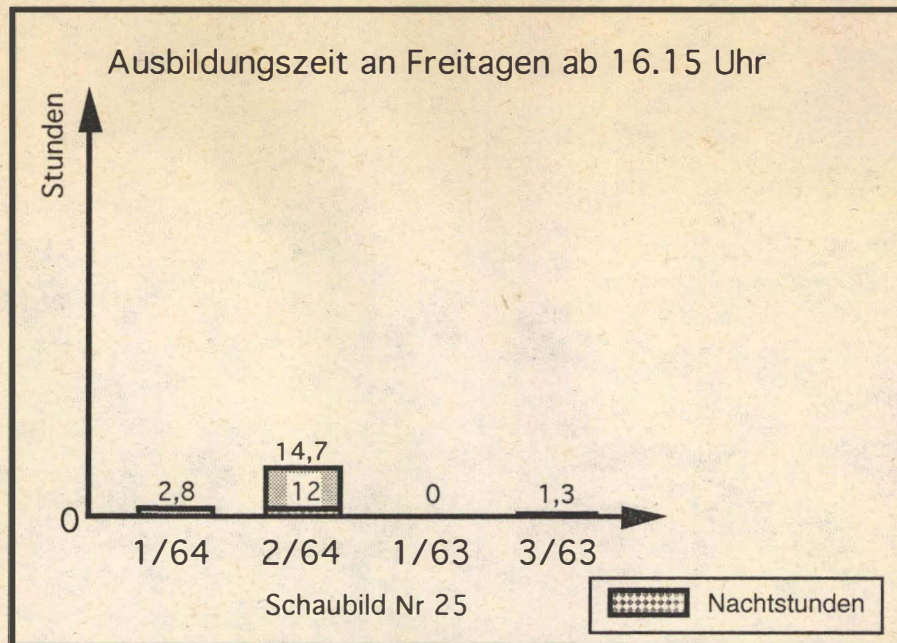 Ausbildungszeit an Freitagen ab 16.15 Uhr
Stunden
14,7
2,8
12
0
1,3
0
1/64
2/64
1/63
3/63
Schaubild Nr 25
Nachtstunden